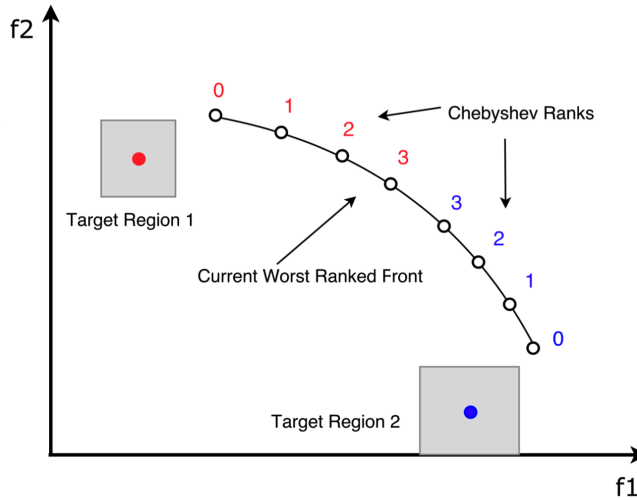 f2
0
1
2
3
Chebyshev Ranks
Target Region 1
3
2
Current Worst Ranked Front
1
0
Target Region 2
f1